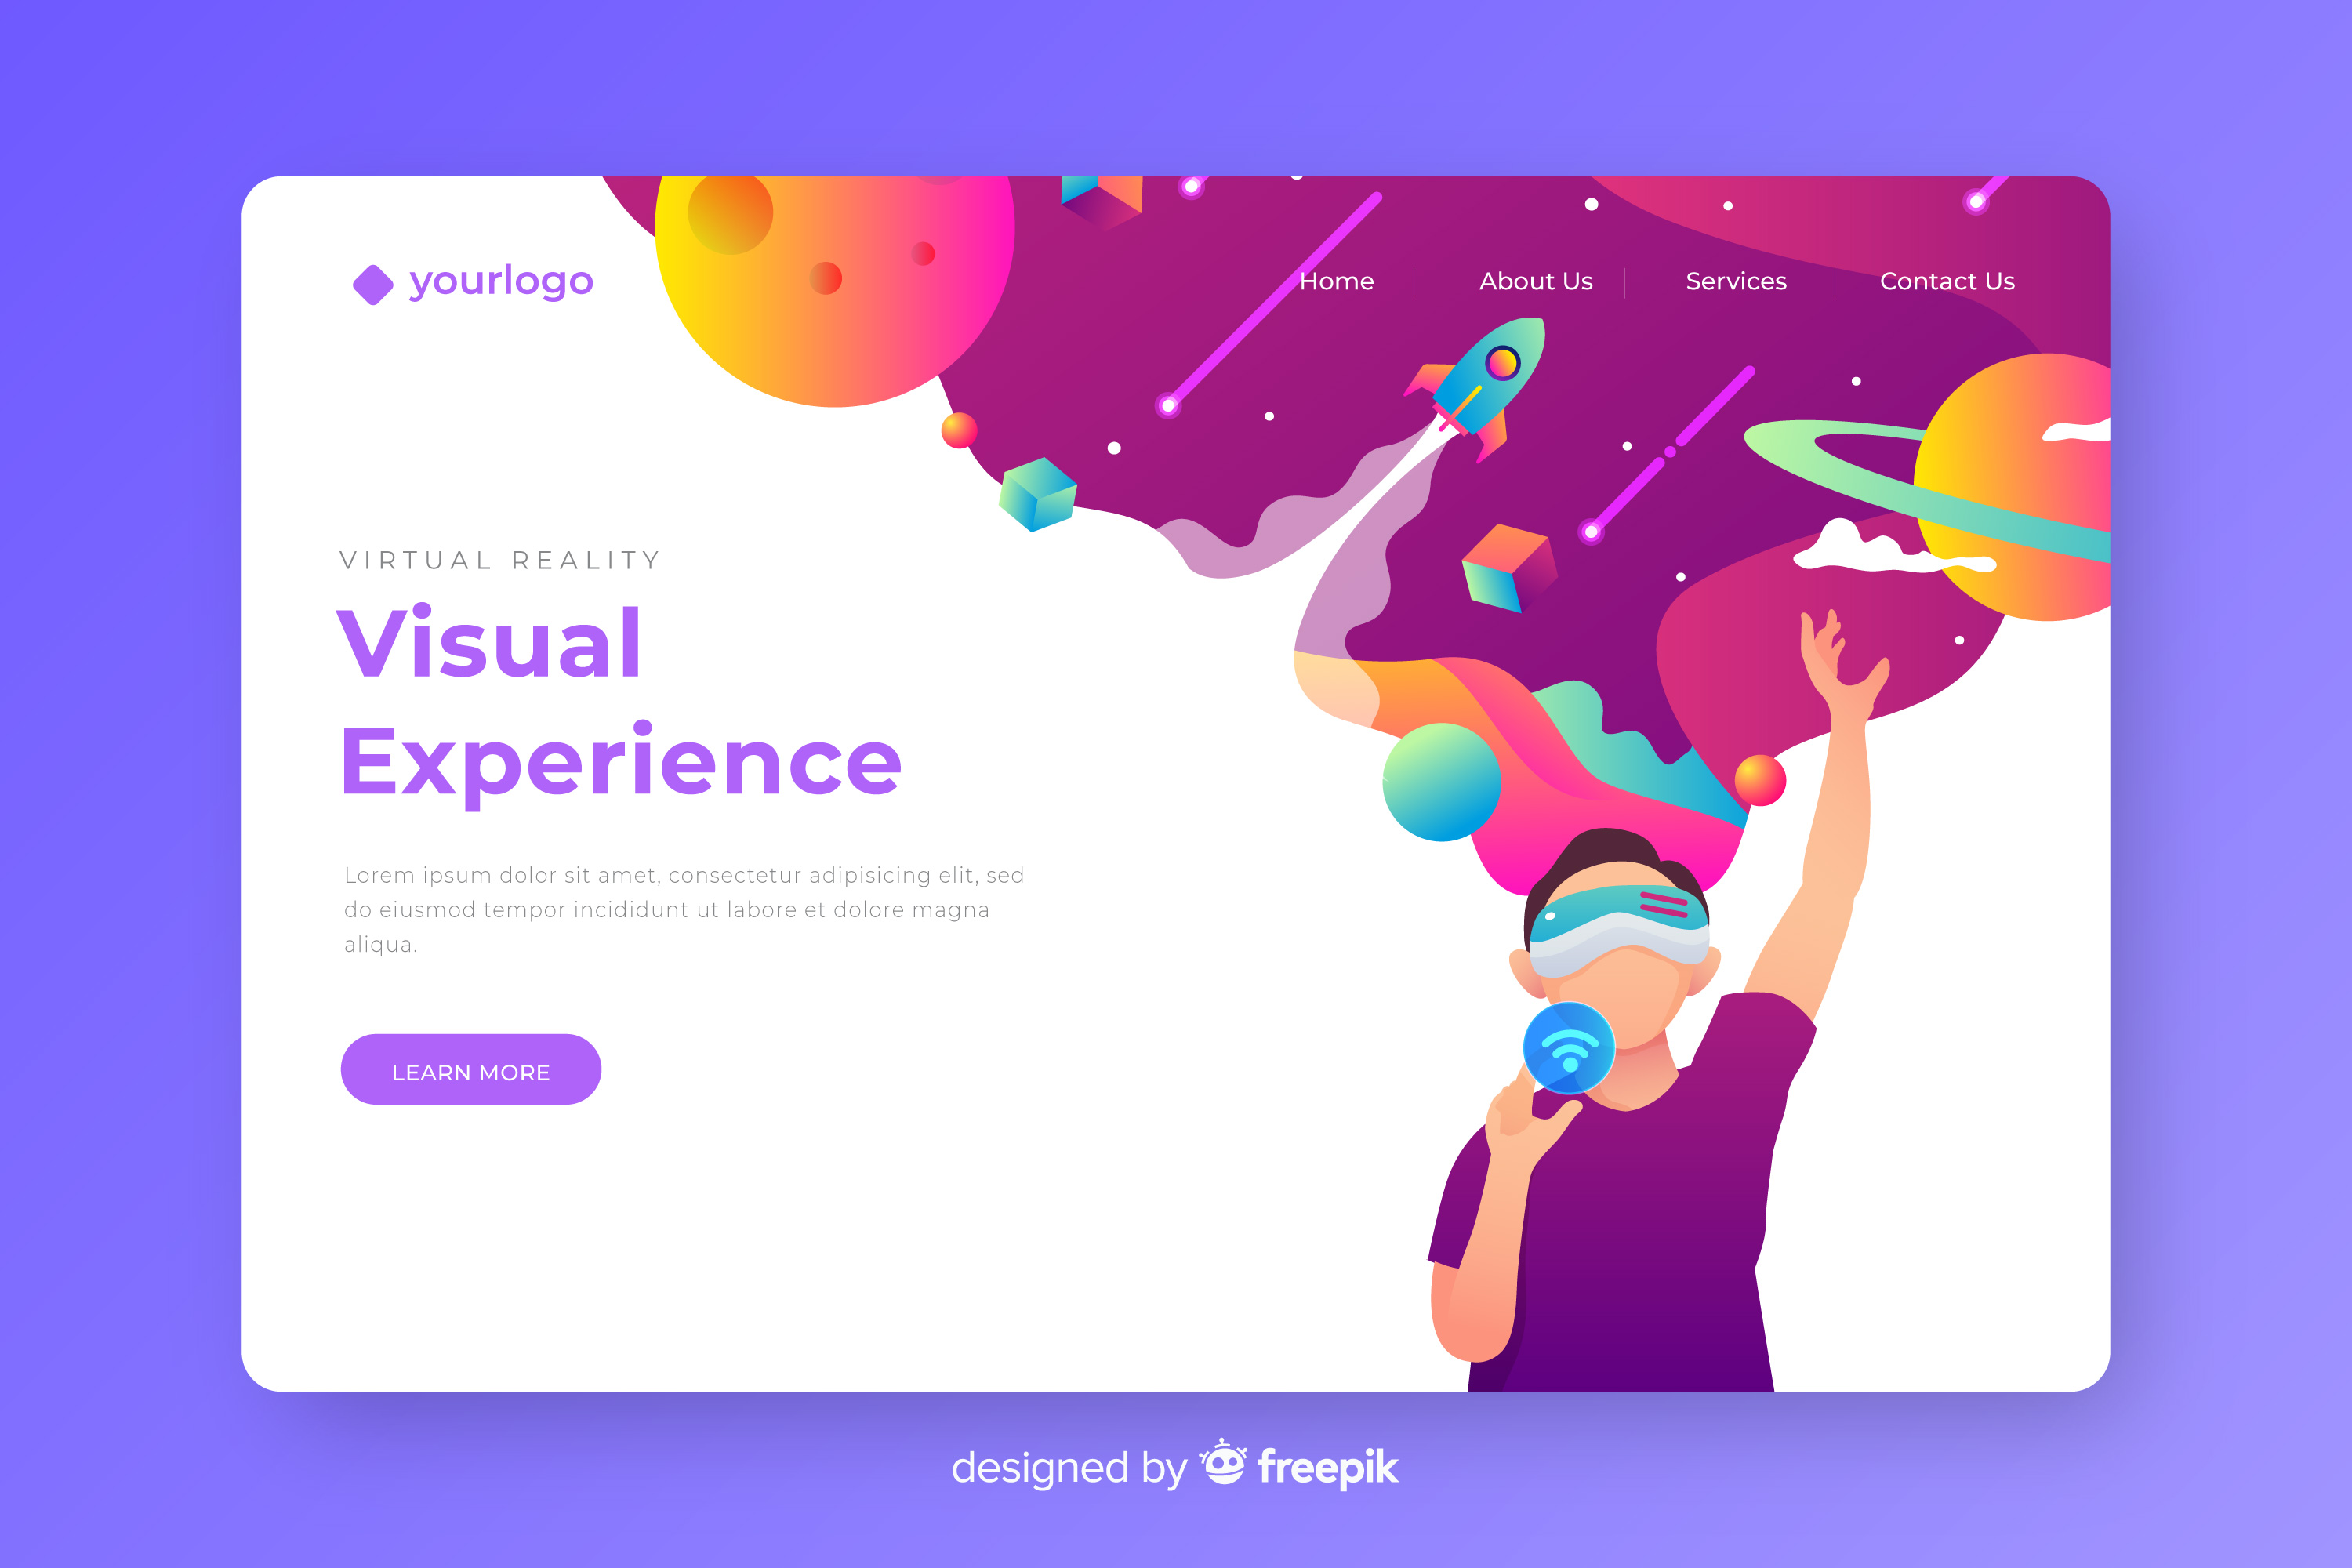 yourlogo
Home About Us Services Contact Us
VIRTUAL REALITY
Visual
Experience
Lorem ipsum dolor sit amet, consectetur adipisicing elit, sed
do eiusmod tempor incididunt ut labore et dolore magna
aliqua.
LEARN MORE
designed by freepik